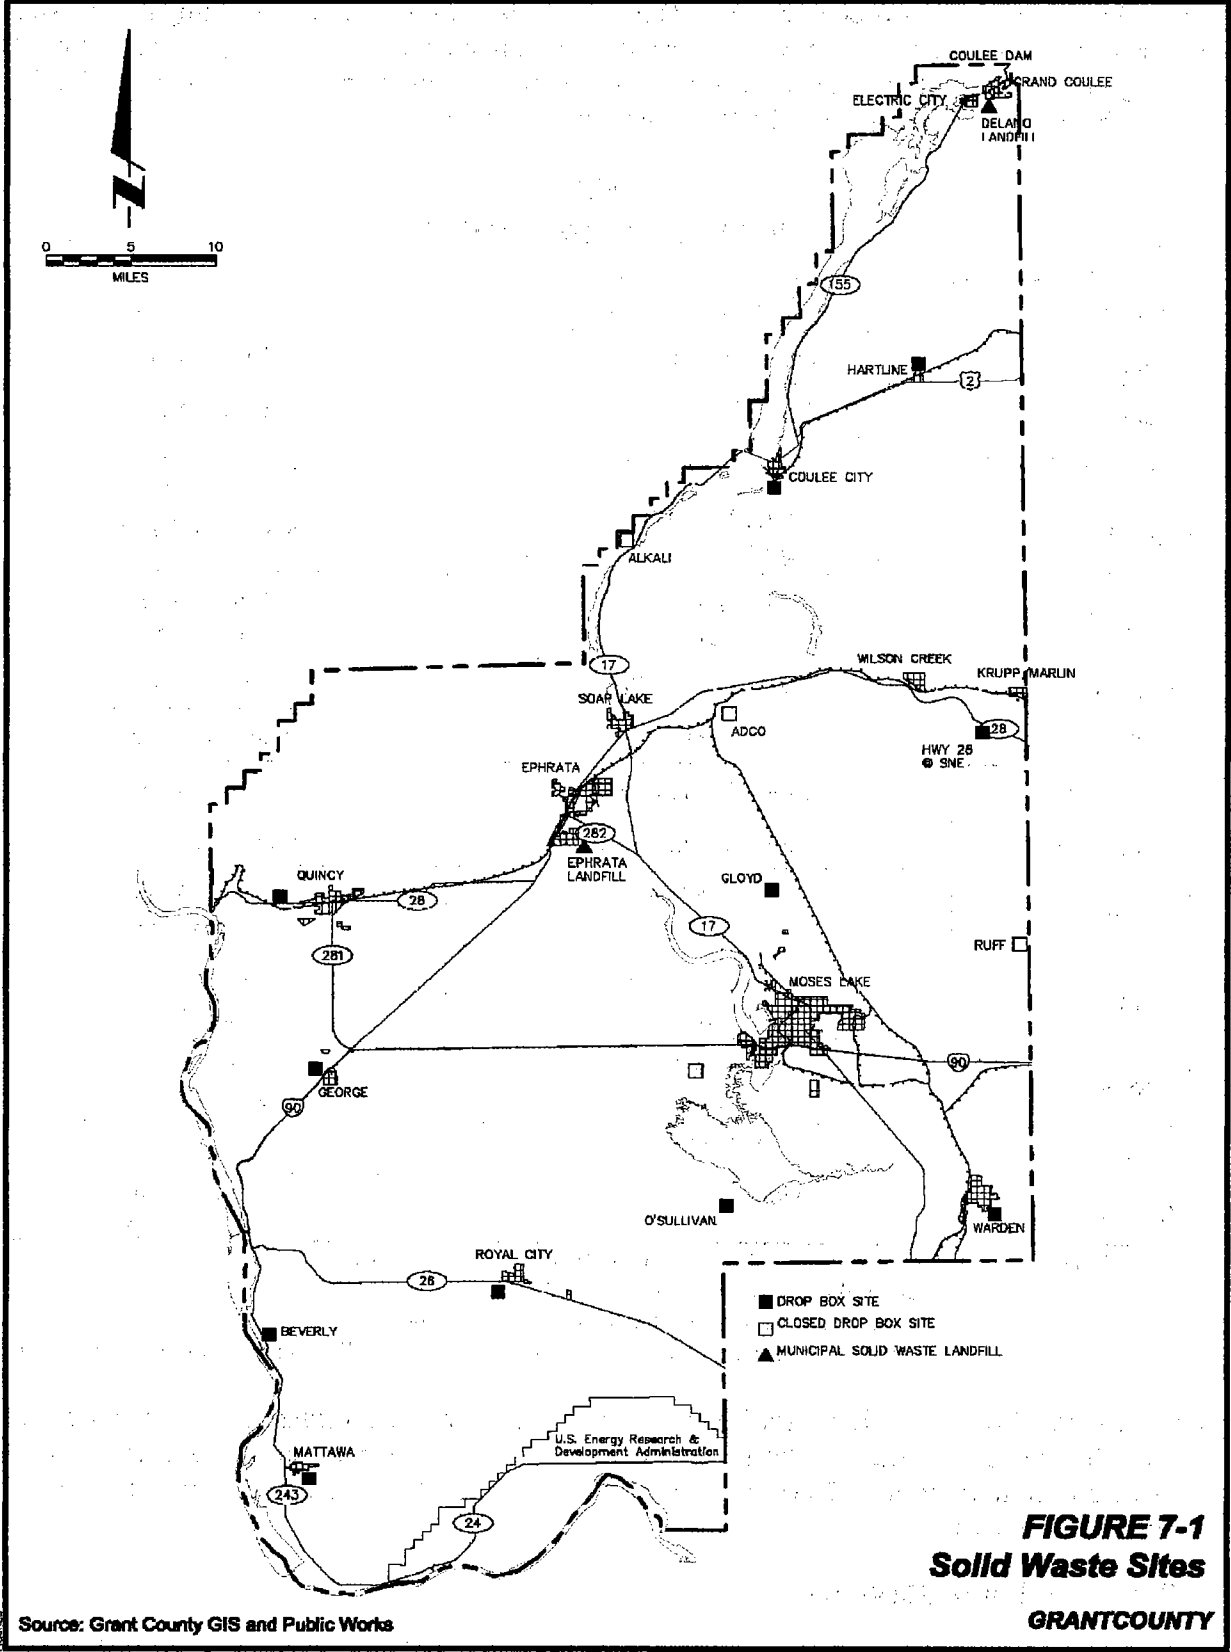 COULEE DAM
GRAND COULEE
ELECTRIC CITY
DELANO
LANDFILL
N
0 5 10
MILES
155
HARTLINE
2
COULEE CITY
ALKALI
WILSON CREEK
17
KRUPP MARLIN
SOAP LAKE
ADCO
28
HWY 28
@ SNE
EPHRATA
282
EPHRATA
LANDFILL
QUINCY
GLOYD
28
17
RUFF
281
MOSES LAKE
90
GEORGE
90
O'SULLIVAN
WARDEN
ROYAL CITY
26
DROP BOX SITE
CLOSED DROP BOX SITE
BEVERLY
MUNICIPAL SOLID WASTE LANDFILL
U.S. Energy Research &
Development Administration
MATTAWA
243
24
FIGURE 7-1
Solid Waste Sites
Source: Grant County GIS and Public Works
GRANTCOUNTY